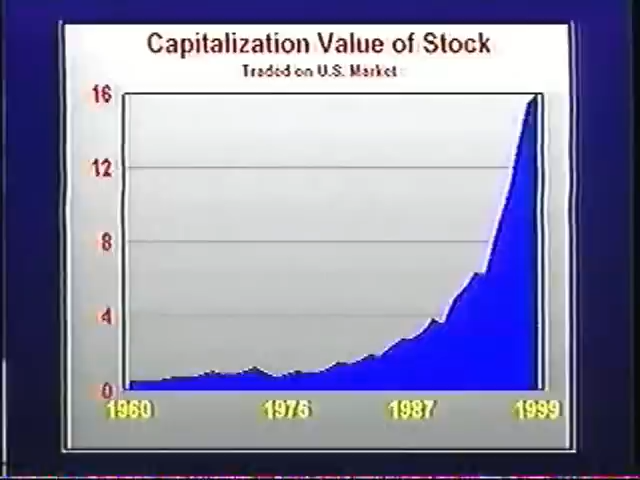 Capitalization Value of Stock
Traded on U.S. Market
16
12
8
4
0
1960 1976 1987 1999